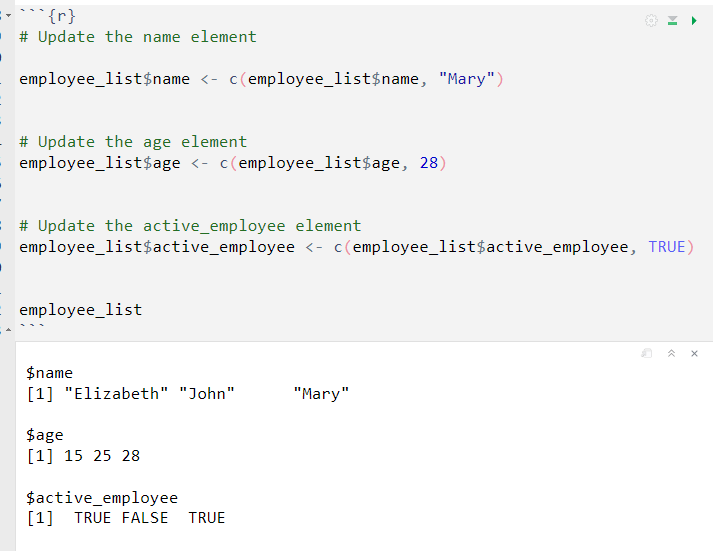 ```{r}
# Update the name element
employee_list$name <- c(employee_list$name, "Mary")
# Update the age element
employee_list$age <- c(employee_list$age, 28)
# Update the active_employee element
employee_list$active_employee <- c(employee_list$active_employee, TRUE)
employee_list
```
$name
[1] "Elizabeth" "John"      "Mary"
$age
[1] 15 25 28
$active_employee
[1]  TRUE FALSE  TRUE